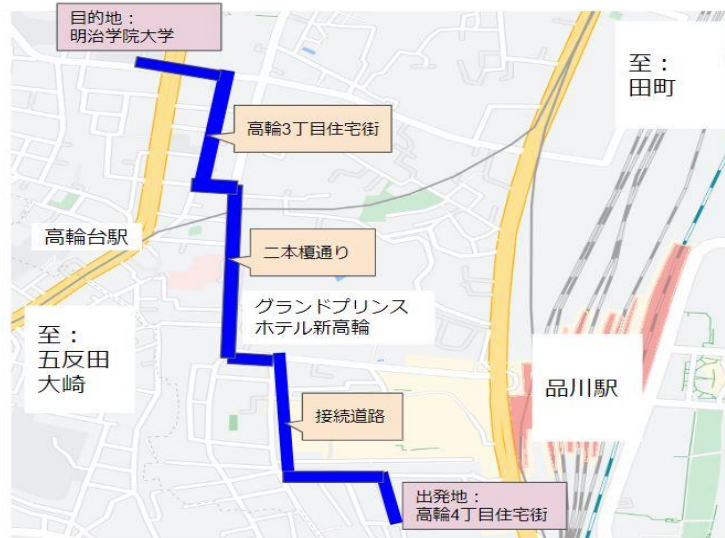 目的地：
明治学院大学
至：
田町
高輪3丁目住宅街
高輪台駅
二本榎通り
グランドプリンス
ホテル新高輪
至：
五反田
大崎
品川駅
接続道路
出発地：
高輪4丁目住宅街